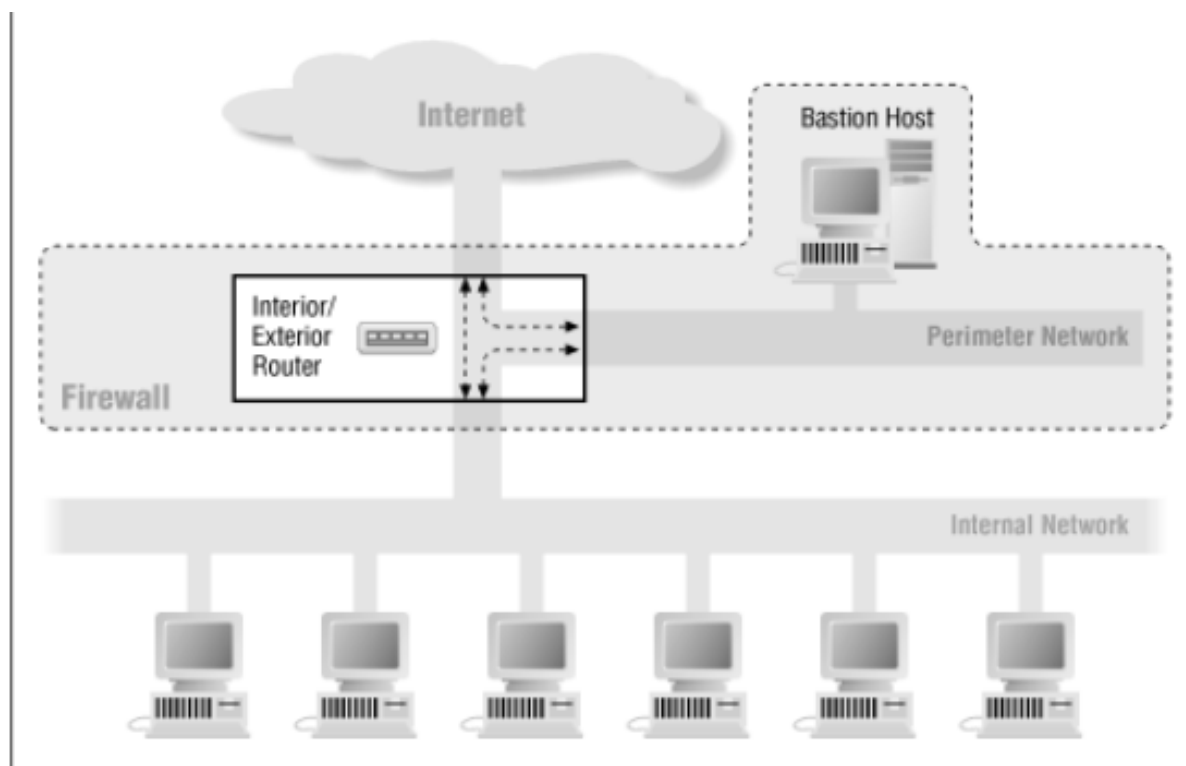 Internet
Bastion Host
Interior/
Exterior
Router
Perimeter Network
Firewall
Internal Network